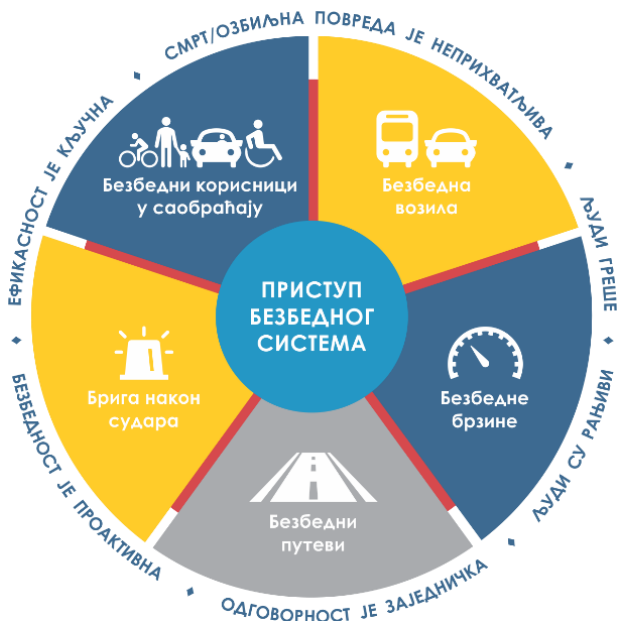 СМРТ/ОЗБИЉНА ПОВРЕДА ЈЕ НЕПРИХВАТЉИВА
ЉУДИ ГРЕШЕ
ЉУДИ СУ РАЊИВИ
ОДГОВОРНОСТ ЈЕ ЗАЈЕДНИЧКА
БЕЗБЕДНОСТ ЈЕ ПРОАКТИВНА
ЕФИКАСНОСТ ЈЕ КЉУЧНА
Безбедни корисници
у саобраћају
Безбедна
возила
ПРИСТУП
БЕЗБЕДНОГ
СИСТЕМА
Безбедне
брзине
Безбедни
путеви
Брига након
судара